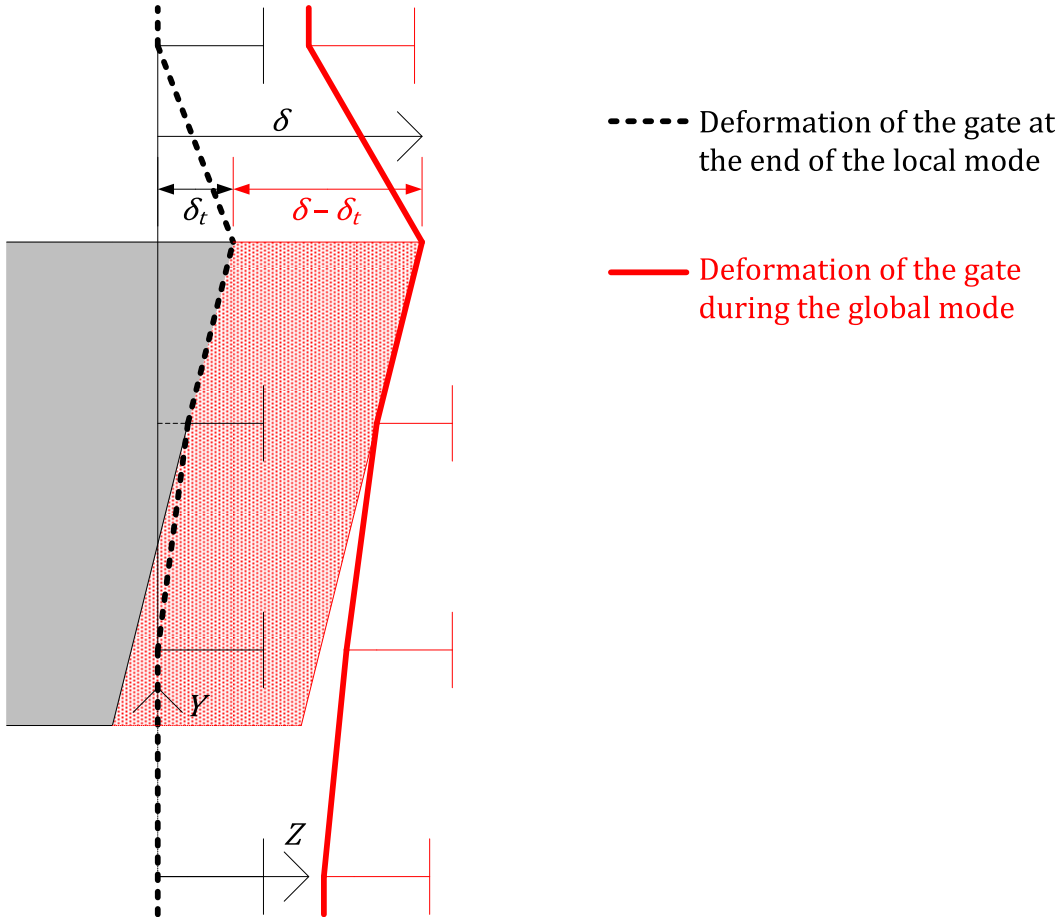 δ
δₜ
δ – δₜ
Y
Z
Deformation of the gate at
the end of the local mode
Deformation of the gate
during the global mode